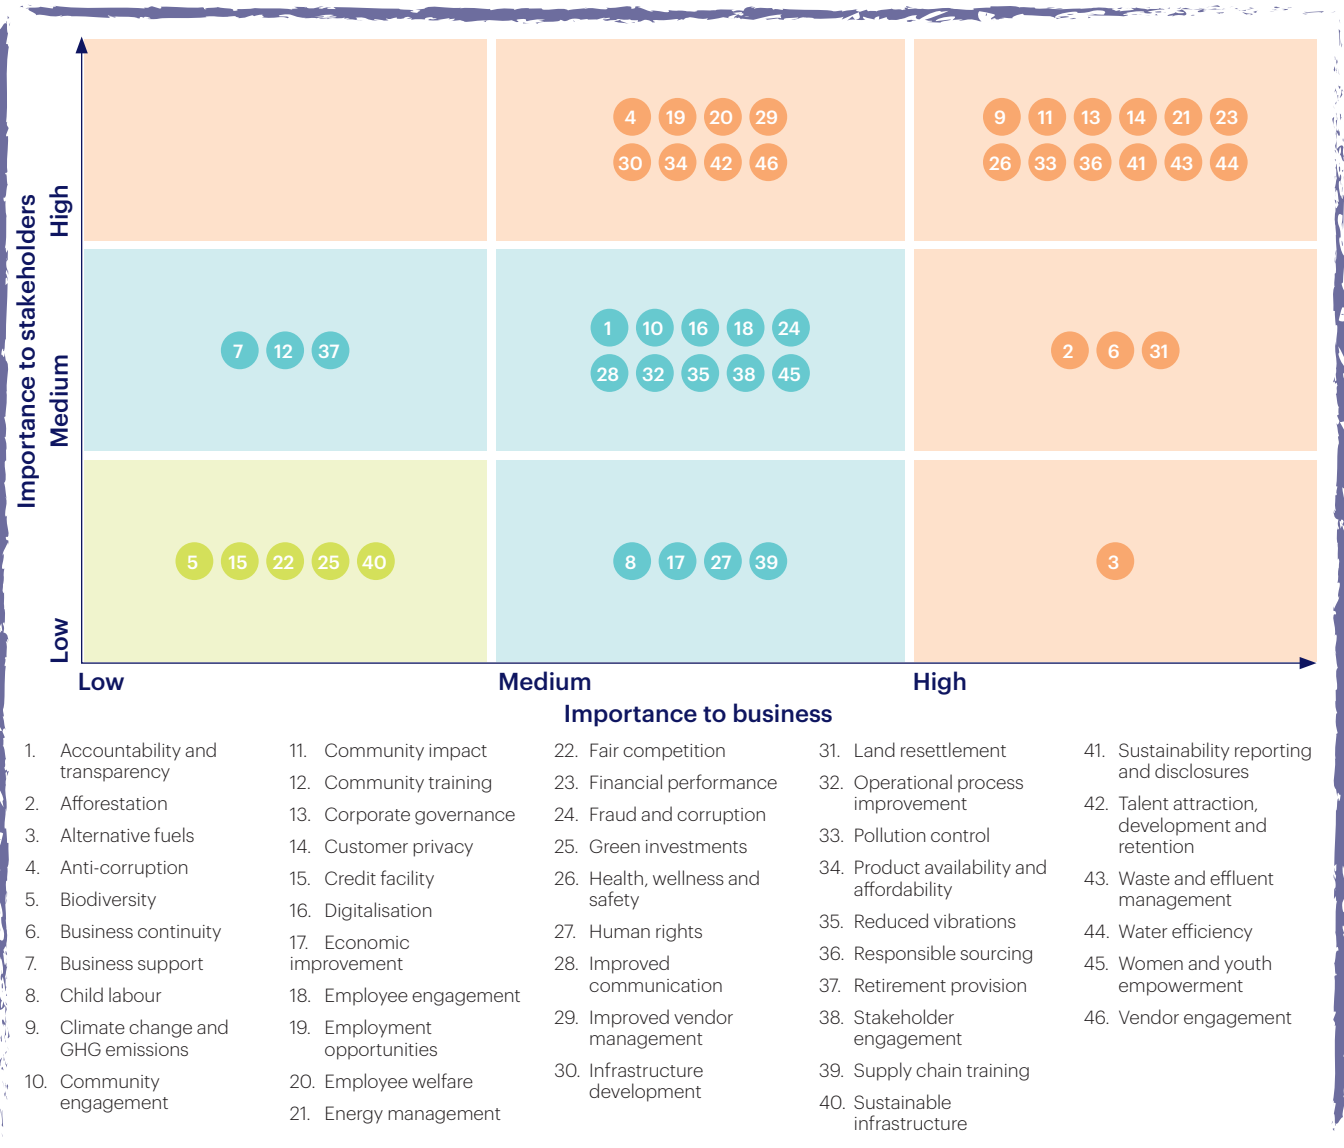 Importance to stakeholders
High
Medium
Low
4 19 20 29
30 34 42 46
9 11 13 14 21 23
26 33 36 41 43 44
7 12 37
1 10 16 18 24
28 32 35 38 45
2 6 31
5 15 22 25 40
8 17 27 39
3
Low
Medium
High
Importance to business
1. Accountability and
transparency
2. Afforestation
3. Alternative fuels
4. Anti-corruption
5. Biodiversity
6. Business continuity
7. Business support
8. Child labour
9. Climate change and
GHG emissions
10. Community
engagement
11. Community impact
12. Community training
13. Corporate governance
14. Customer privacy
15. Credit facility
16. Digitalisation
17. Economic
improvement
18. Employee engagement
19. Employment
opportunities
20. Employee welfare
21. Energy management
22. Fair competition
23. Financial performance
24. Fraud and corruption
25. Green investments
26. Health, wellness and
safety
27. Human rights
28. Improved
communication
29. Improved vendor
management
30. Infrastructure
development
31. Land resettlement
32. Operational process
improvement
33. Pollution control
34. Product availability and
affordability
35. Reduced vibrations
36. Responsible sourcing
37. Retirement provision
38. Stakeholder
engagement
39. Supply chain training
40. Sustainable
infrastructure
41. Sustainability reporting
and disclosures
42. Talent attraction,
development and
retention
43. Waste and effluent
management
44. Water efficiency
45. Women and youth
empowerment
46. Vendor engagement